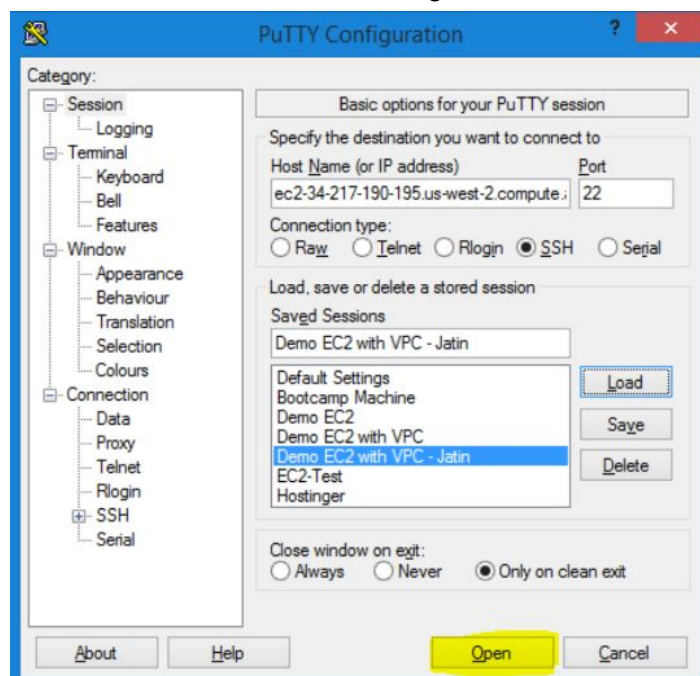 PuTTY Configuration ?
Category:
Session
Logging
Terminal
Keyboard
Bell
Features
Window
Appearance
Behaviour
Translation
Selection
Colours
Connection
Data
Proxy
Telnet
Rlogin
SSH
Serial
Basic options for your PuTTY session
Specify the destination you want to connect to
Host Name (or IP address) Port
ec2-34-217-190-195.us-west-2.compute. 22
Connection type:
Raw Telnet Rlogin SSH Serial
Load, save or delete a stored session
Saved Sessions
Demo EC2 with VPC - Jatin
Default Settings
Bootcamp Machine
Demo EC2
Demo EC2 with VPC
Demo EC2 with VPC - Jatin
EC2-Test
Hostinger
Load
Save
Delete
Close window on exit:
Always Never Only on clean exit
About Help Open Cancel